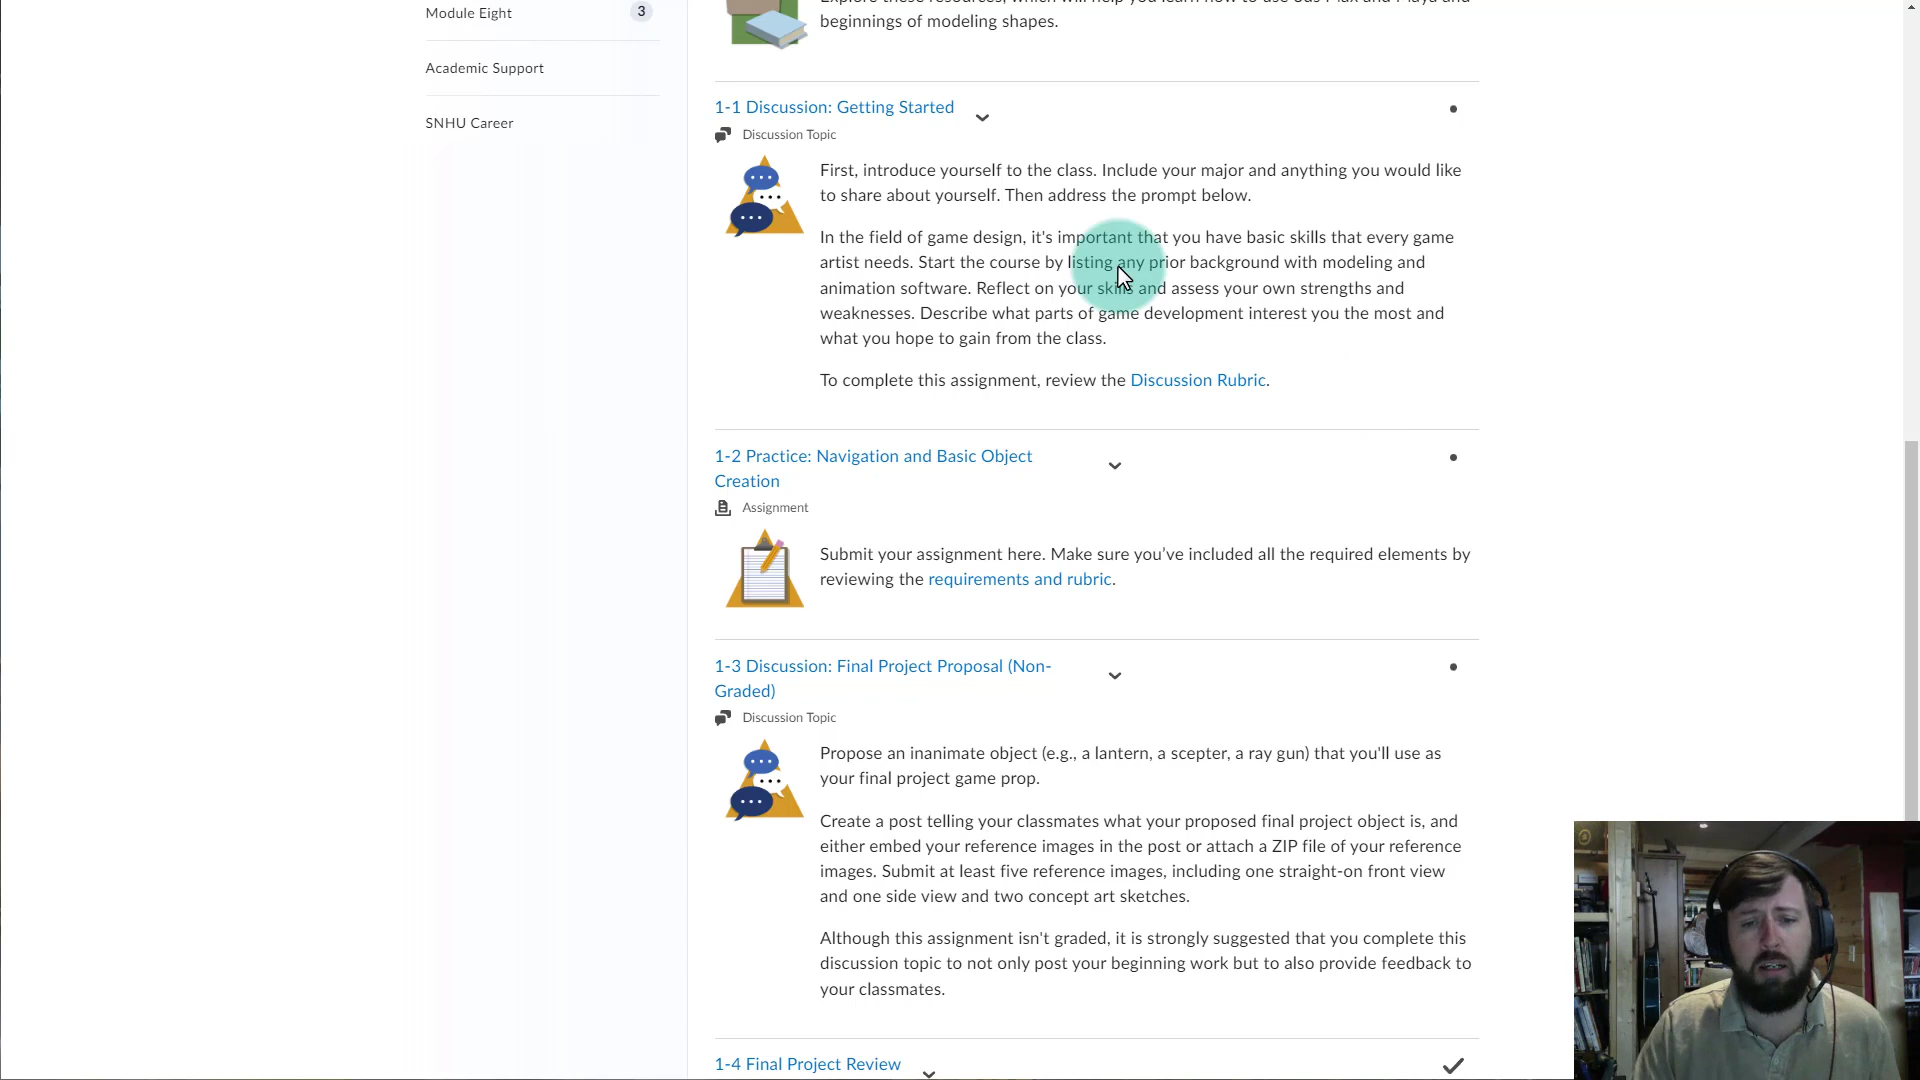 Module Eight
3
Academic Support
SNHU Career
beginnings of modeling shapes.
1-1 Discussion: Getting Started
Discussion Topic
First, introduce yourself to the class. Include your major and anything you would like
to share about yourself. Then address the prompt below.
In the field of game design, it's important that you have basic skills that every game
artist needs. Start the course by listing any prior background with modeling and
animation software. Reflect on your skills and assess your own strengths and
weaknesses. Describe what parts of game development interest you the most and
what you hope to gain from the class.
To complete this assignment, review the Discussion Rubric.
1-2 Practice: Navigation and Basic Object
Creation
Assignment
Submit your assignment here. Make sure you’ve included all the required elements by
reviewing the requirements and rubric.
1-3 Discussion: Final Project Proposal (Non-
Graded)
Discussion Topic
Propose an inanimate object (e.g., a lantern, a scepter, a ray gun) that you'll use as
your final project game prop.
Create a post telling your classmates what your proposed final project object is, and
either embed your reference images in the post or attach a ZIP file of your reference
images. Submit at least five reference images, including one straight-on front view
and one side view and two concept art sketches.
Although this assignment isn't graded, it is strongly suggested that you complete this
discussion topic to not only post your beginning work but to also provide feedback to
your classmates.
1-4 Final Project Review